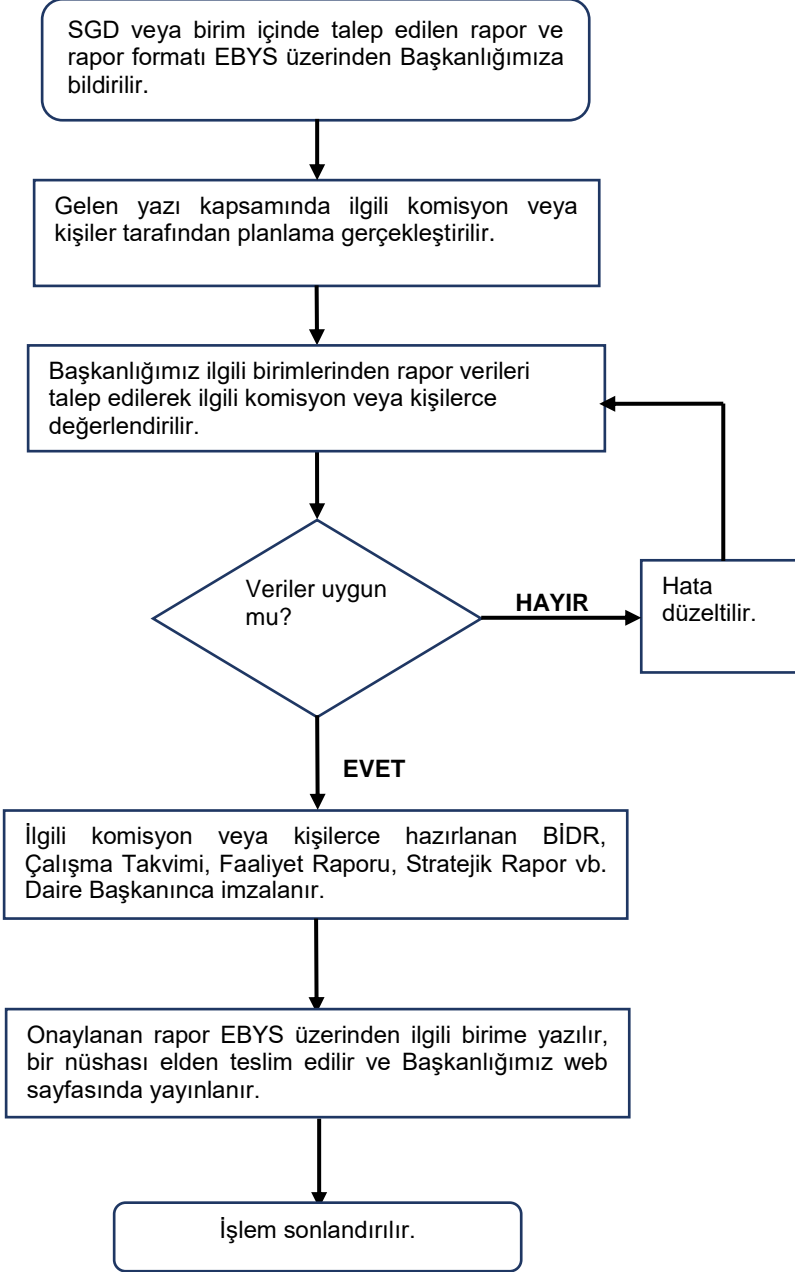 SGD veya birim içinde talep edilen rapor ve
rapor formatı EBYS üzerinden Başkanlığımıza
bildirilir.
Gelen yazı kapsamında ilgili komisyon veya
kişiler tarafından planlama gerçekleştirilir.
Başkanlığımız ilgili birimlerinden rapor verileri
talep edilerek ilgili komisyon veya kişilerce
değerlendirilir.
Veriler uygun
mu?
HAYIR
Hata
düzeltilir.
EVET
İlgili komisyon veya kişilerce hazırlanan BİDR,
Çalışma Takvimi, Faaliyet Raporu, Stratejik Rapor vb.
Daire Başkanınca imzalanır.
Onaylanan rapor EBYS üzerinden ilgili birime yazılır,
bir nüshası elden teslim edilir ve Başkanlığımız web
sayfasında yayınlanır.
İşlem sonlandırılır.